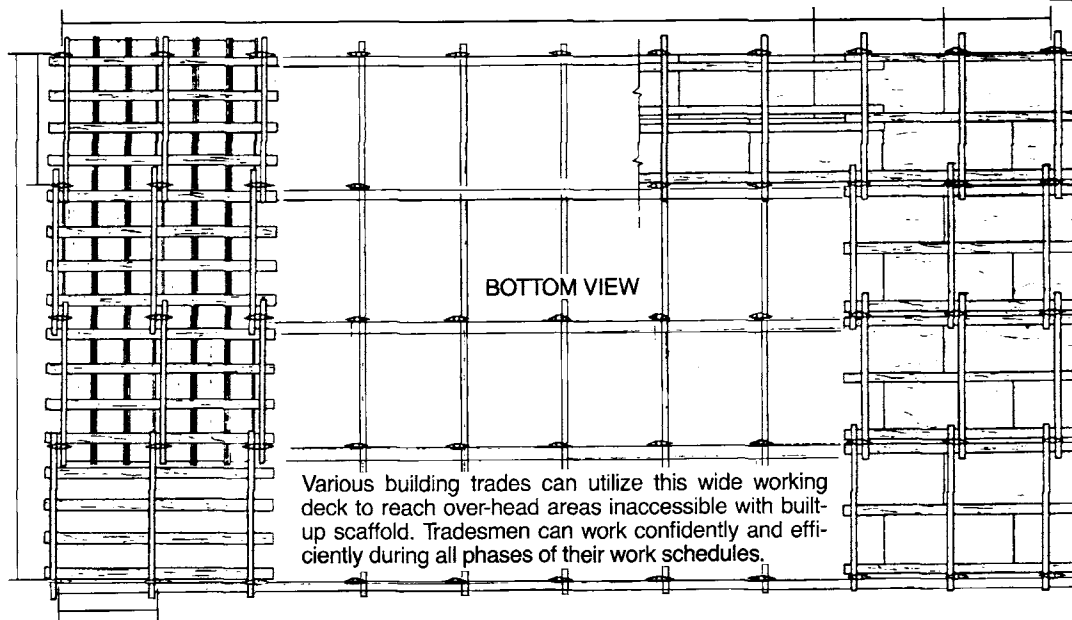 BOTTOM VIEW
Various building trades can utilize this wide working
deck to reach over-head areas inaccessible with built-
up scaffold. Tradesmen can work confidently and effi-
ciently during all phases of their work schedules.